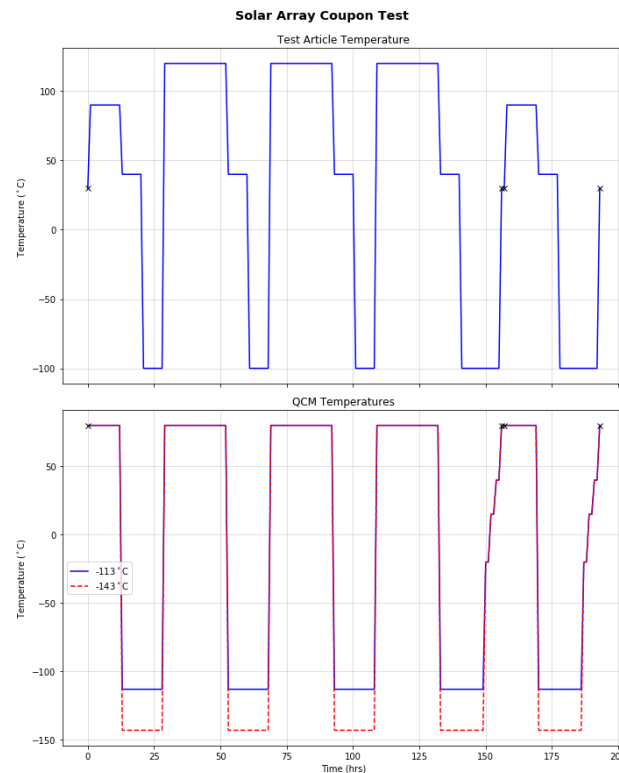 Solar Array Coupon Test
Test Article Temperature
Temperature (°C)
100
50
0
−50
−100
QCM Temperatures
Temperature (°C)
50
0
−50
−100
−150
-113°C
-143°C
0 25 50 75 100 125 150 175 200
Time (hrs)